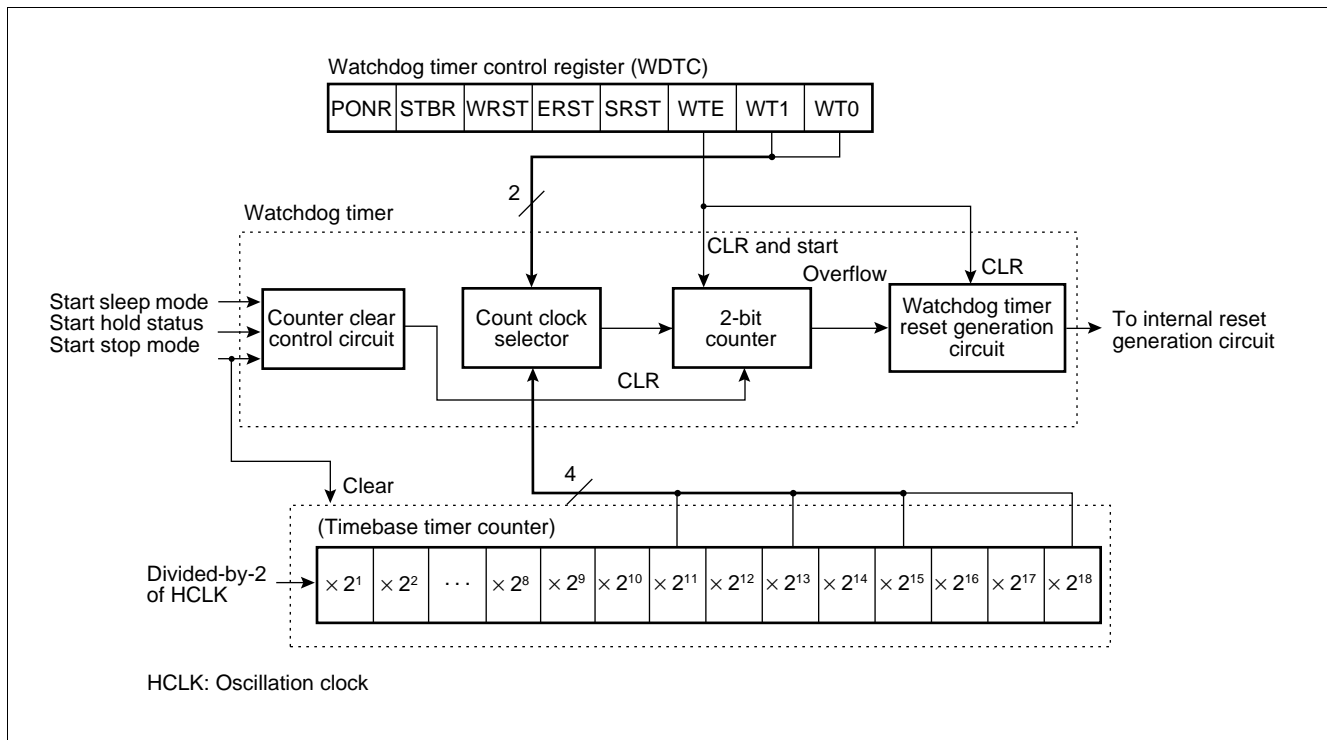 Watchdog timer control register (WDTC)
PONR STBR WRST ERST SRST WTE WT1 WT0
2
Watchdog timer
CLR and start
Overflow
CLR
Start sleep mode
Start hold status
Start stop mode
Counter clear
control circuit
Count clock
selector
2-bit
counter
Watchdog timer
reset generation
circuit
To internal reset
generation circuit
CLR
4
Clear
(Timebase timer counter)
Divided-by-2
of HCLK
× 2¹ × 2² ··· × 2⁸ × 2⁹ × 2¹⁰ × 2¹¹ × 2¹² × 2¹³ × 2¹⁴ × 2¹⁵ × 2¹⁶ × 2¹⁷ × 2¹⁸
HCLK: Oscillation clock